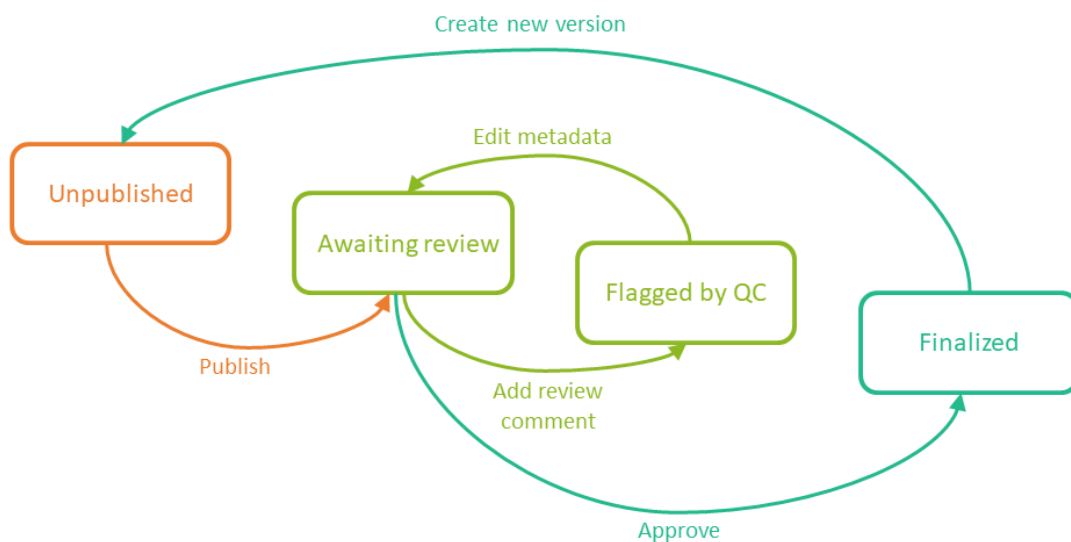 Create new version
Edit metadata
Unpublished
Awaiting review
Flagged by QC
Finalized
Publish
Add review
comment
Approve